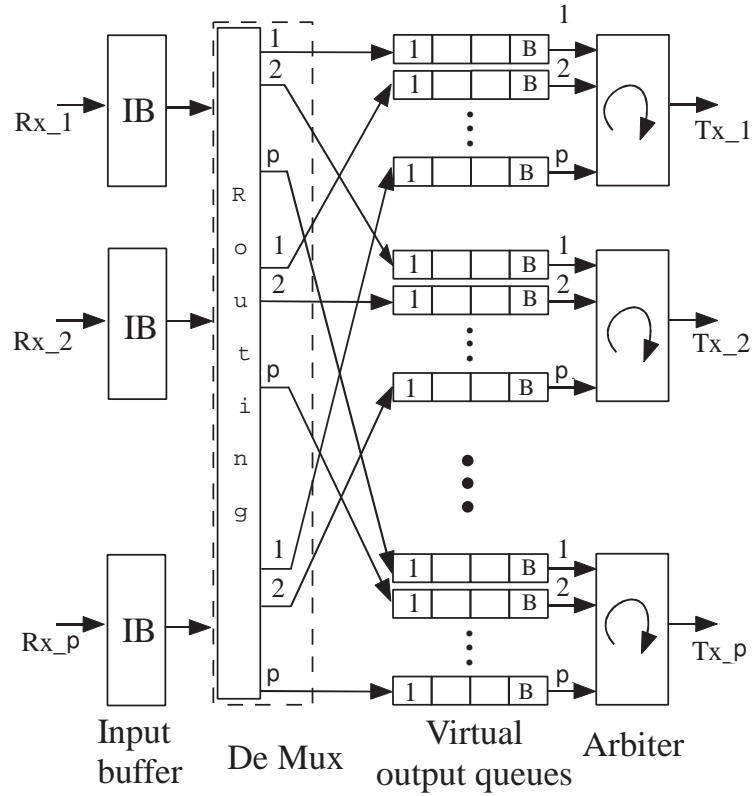 1
1 1 B
2
1 B 2
Rx_1 IB Tx_1
p 1 B p
R
o
u
t
i
n
g
1
1 B 1
2 1 B 2
Rx_2 IB Tx_2
p 1 B p
1 1 B 1
2 1 B 2
Rx_p IB Tx_p
p 1 B p
Input
buffer
De Mux
Virtual
output queues
Arbiter